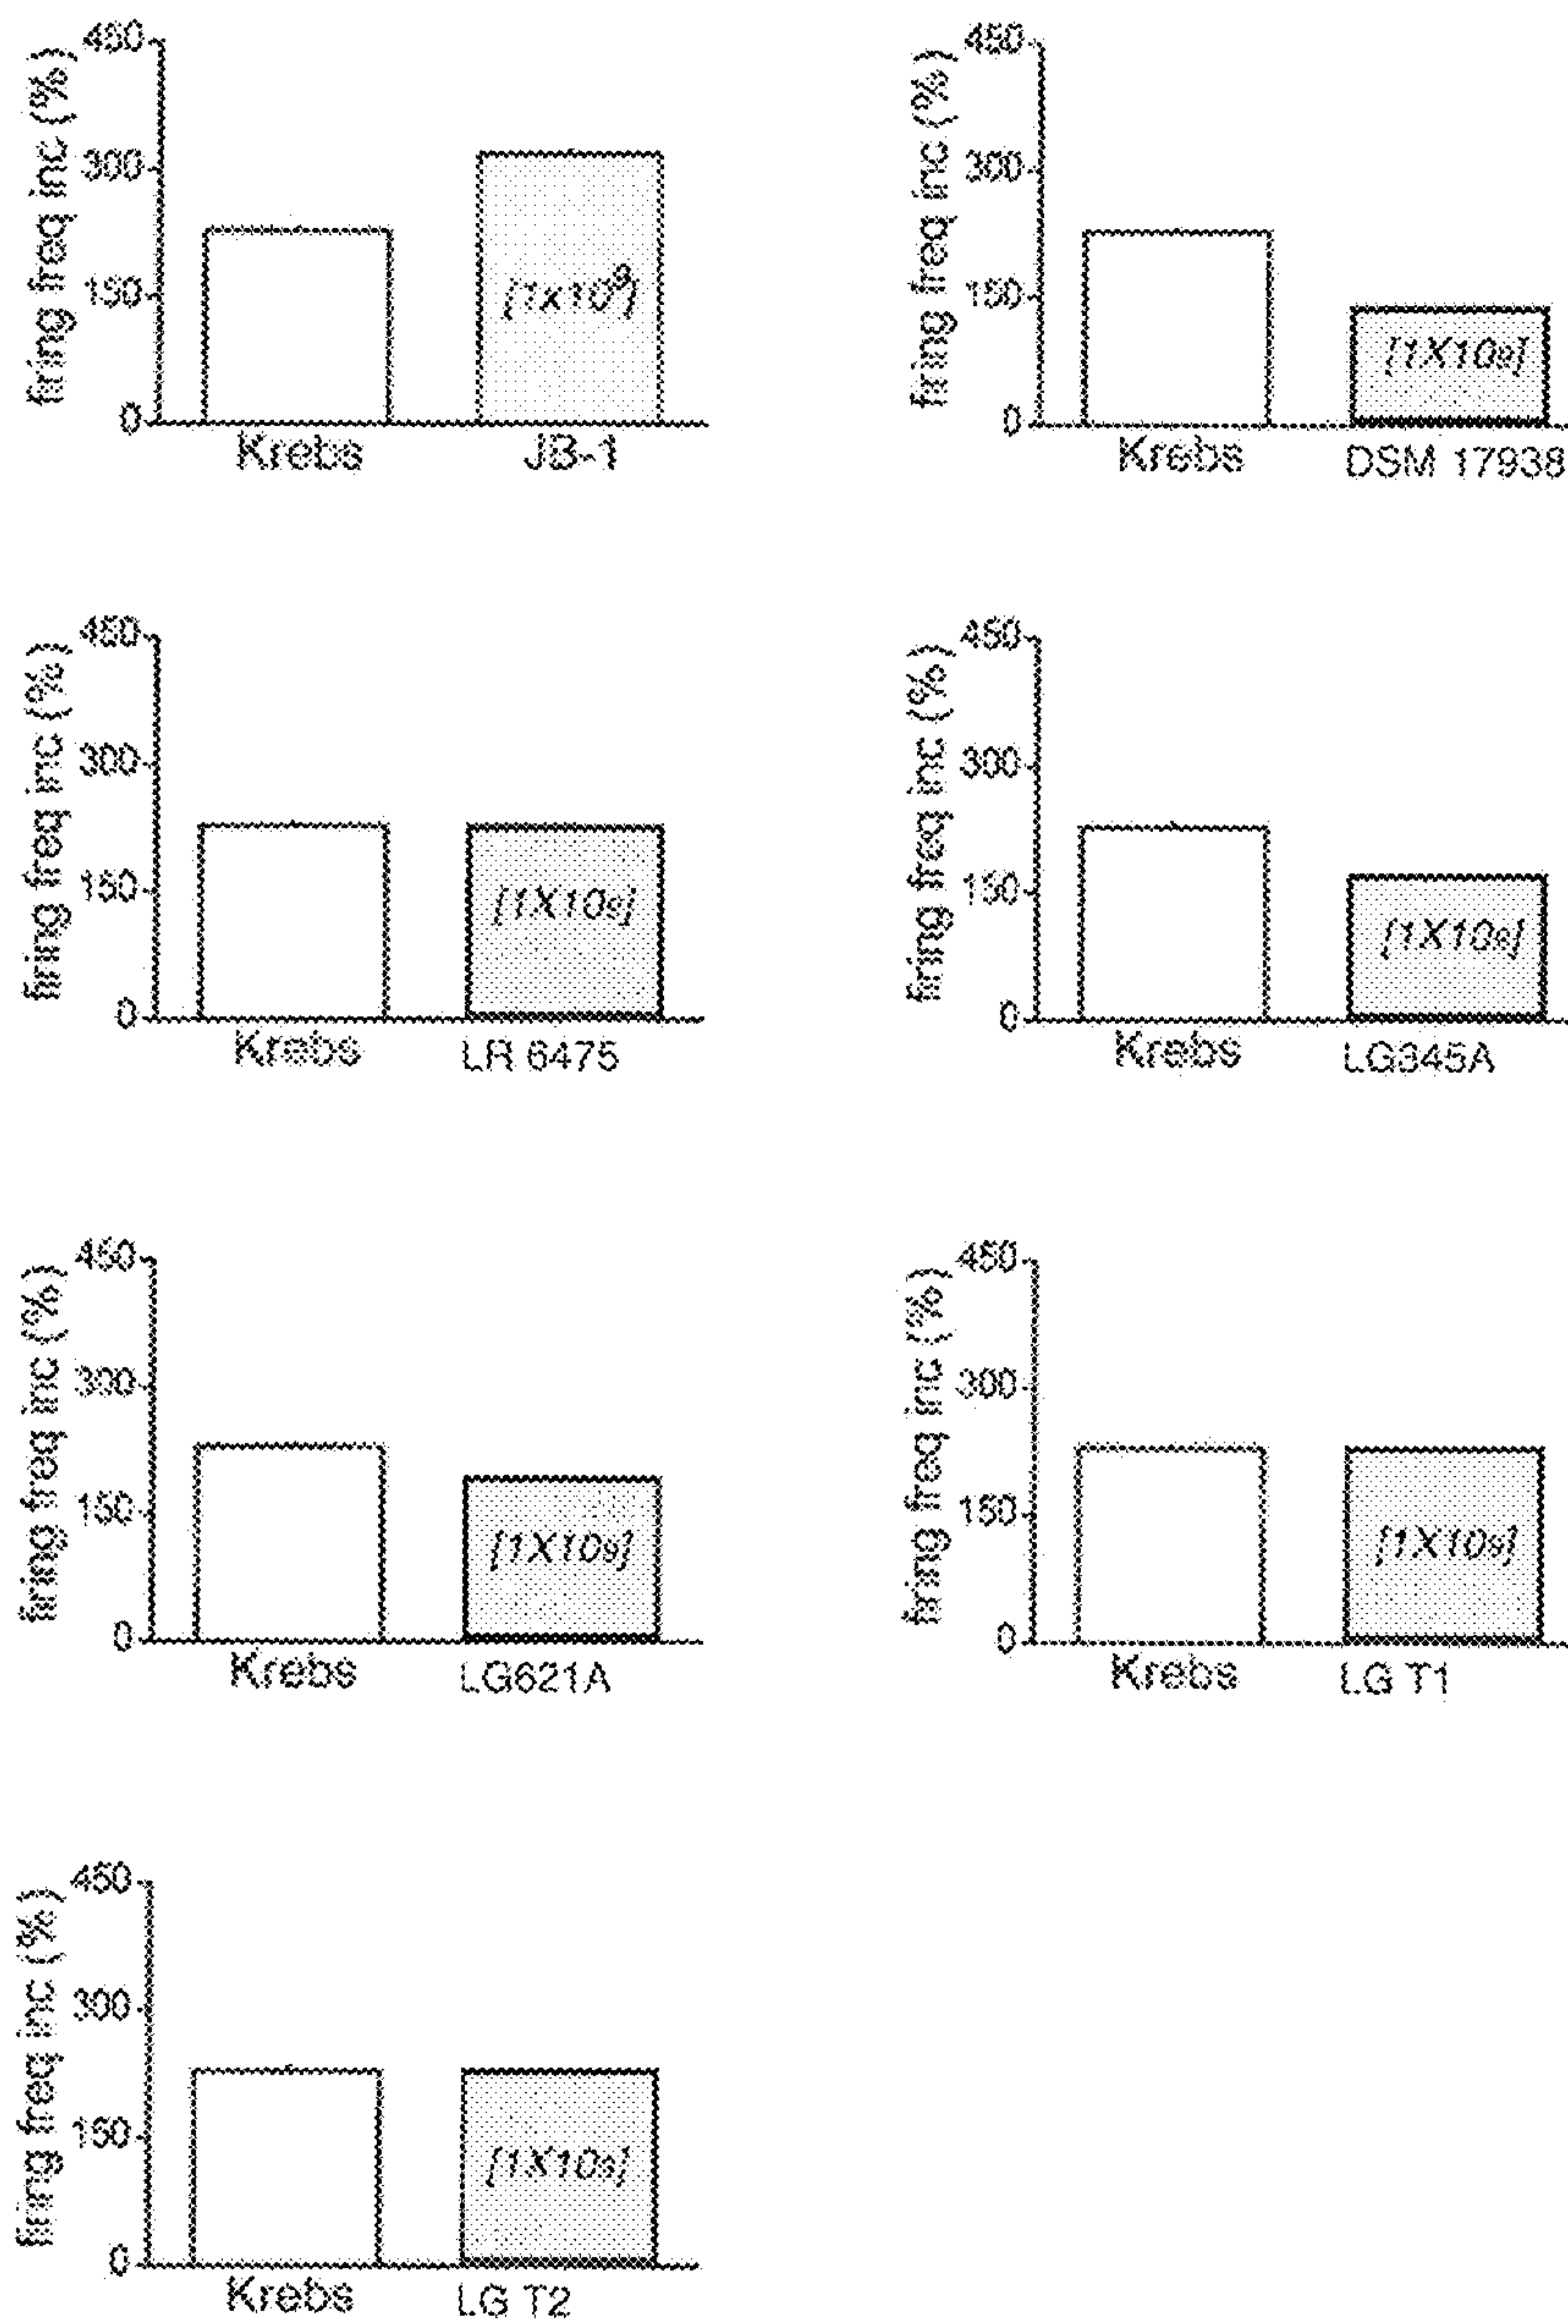 firing freq inc (%)
450
300
150
0
[1x10⁹]
Krebs JB-1
firing freq inc (%)
450
300
150
0
[1X109]
Krebs DSM 17938
firing freq inc (%)
450
300
150
0
[1X109]
Krebs LR 6475
firing freq inc (%)
450
300
150
0
[1X109]
Krebs LG345A
firing freq inc (%)
450
300
150
0
[1X109]
Krebs LG621A
firing freq inc (%)
450
300
150
0
[1X109]
Krebs LG T1
firing freq inc (%)
450
300
150
0
[1X109]
Krebs LG T2